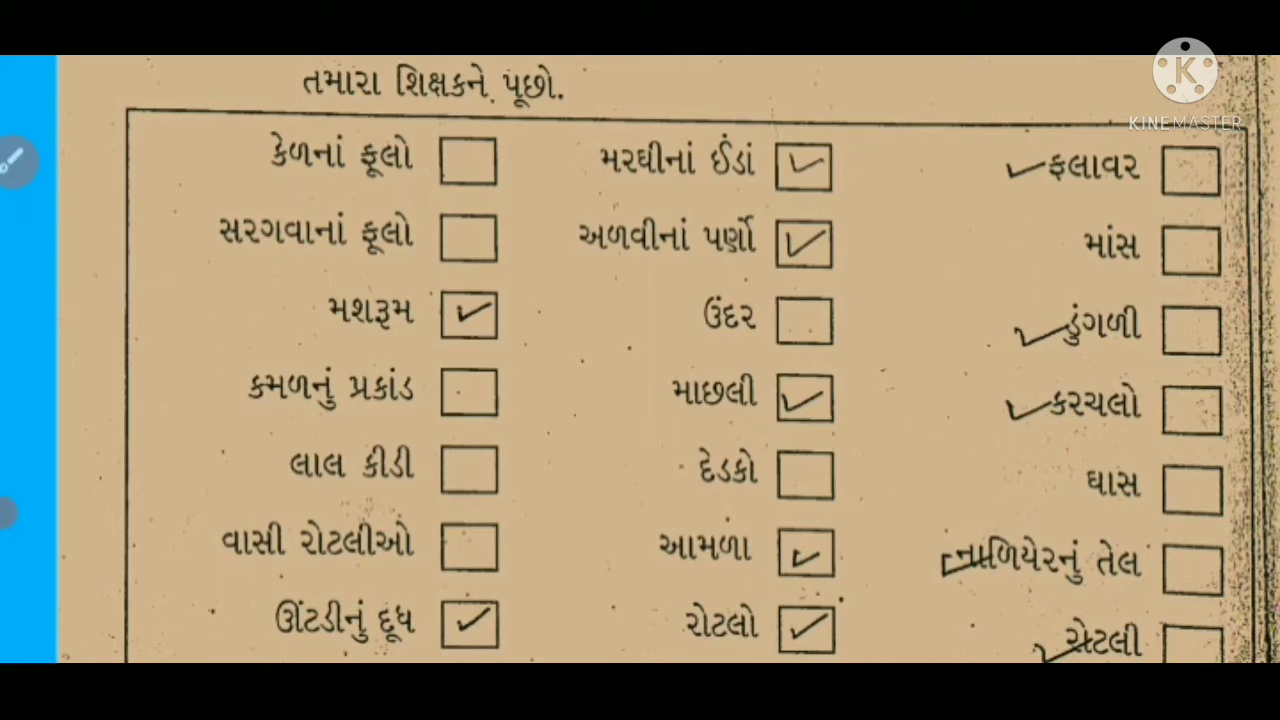 તમારા શિક્ષકને પૂછો.
KINEMASTER
કેળનાં ફૂલો મરઘીનાં ઈંડાં ફલાવર
સરગવાનાં ફૂલો અળવીનાં પર્ણો માંસ
મશરૂમ ઉંદર ડુંગળી
કમળનું પ્રકાંડ માછલી કરચલો
લાલ કીડી દેડકો ઘાસ
વાસી રોટલીઓ આમળા નાળિયેરનું તેલ
ઊંટડીનું દૂધ રોટલો રોટલી